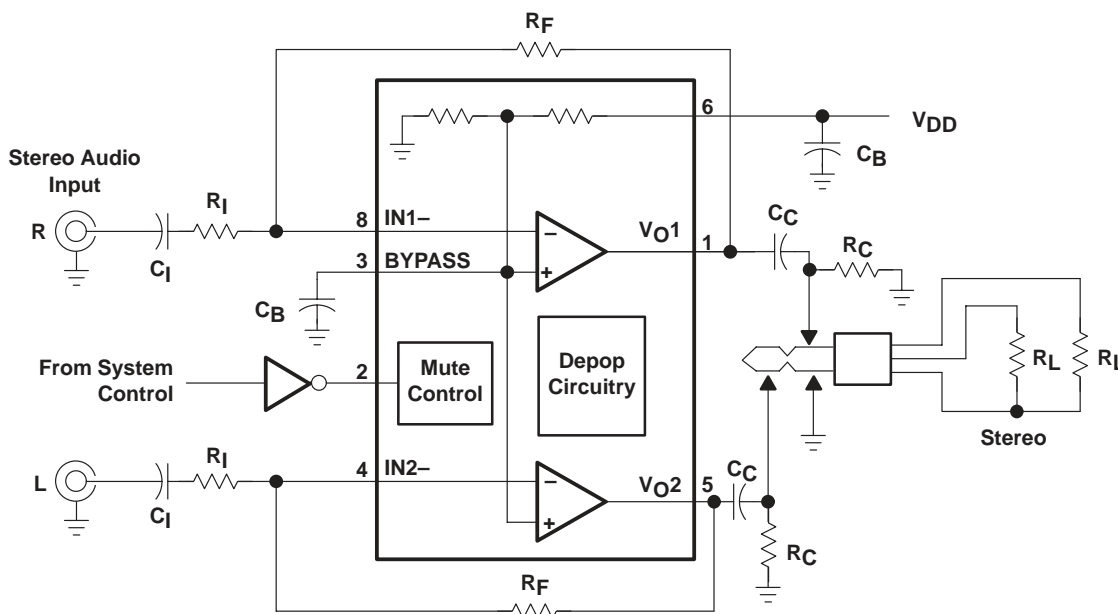 RF
6
VDD
CB
Stereo Audio
Input
R
CI
RI
8
IN1–
3
BYPASS
CB
−
+
VO1
1
CC
RC
From System
Control
2
Mute
Control
Depop
Circuitry
RL
RL
Stereo
L
CI
RI
4
IN2–
−
+
VO2
5
CC
RC
RF